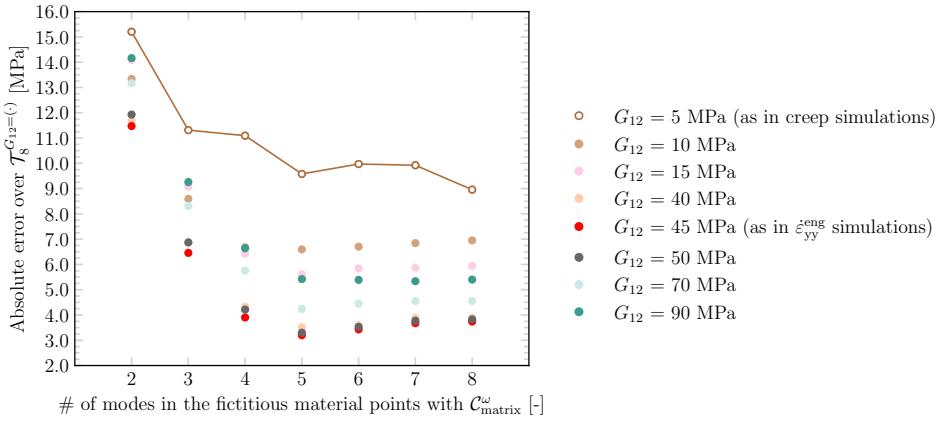 16.0
15.0
14.0
13.0
12.0
11.0
10.0
9.0
8.0
7.0
6.0
5.0
4.0
3.0
2.0
2 3 4 5 6 7 8
Absolute error over 𝒯₈^{G₁₂=(·)} [MPa]
# of modes in the fictitious material points with 𝒞^ω_matrix [-]
G₁₂ = 5 MPa (as in creep simulations)
G₁₂ = 10 MPa
G₁₂ = 15 MPa
G₁₂ = 40 MPa
G₁₂ = 45 MPa (as in ε̇^eng_yy simulations)
G₁₂ = 50 MPa
G₁₂ = 70 MPa
G₁₂ = 90 MPa